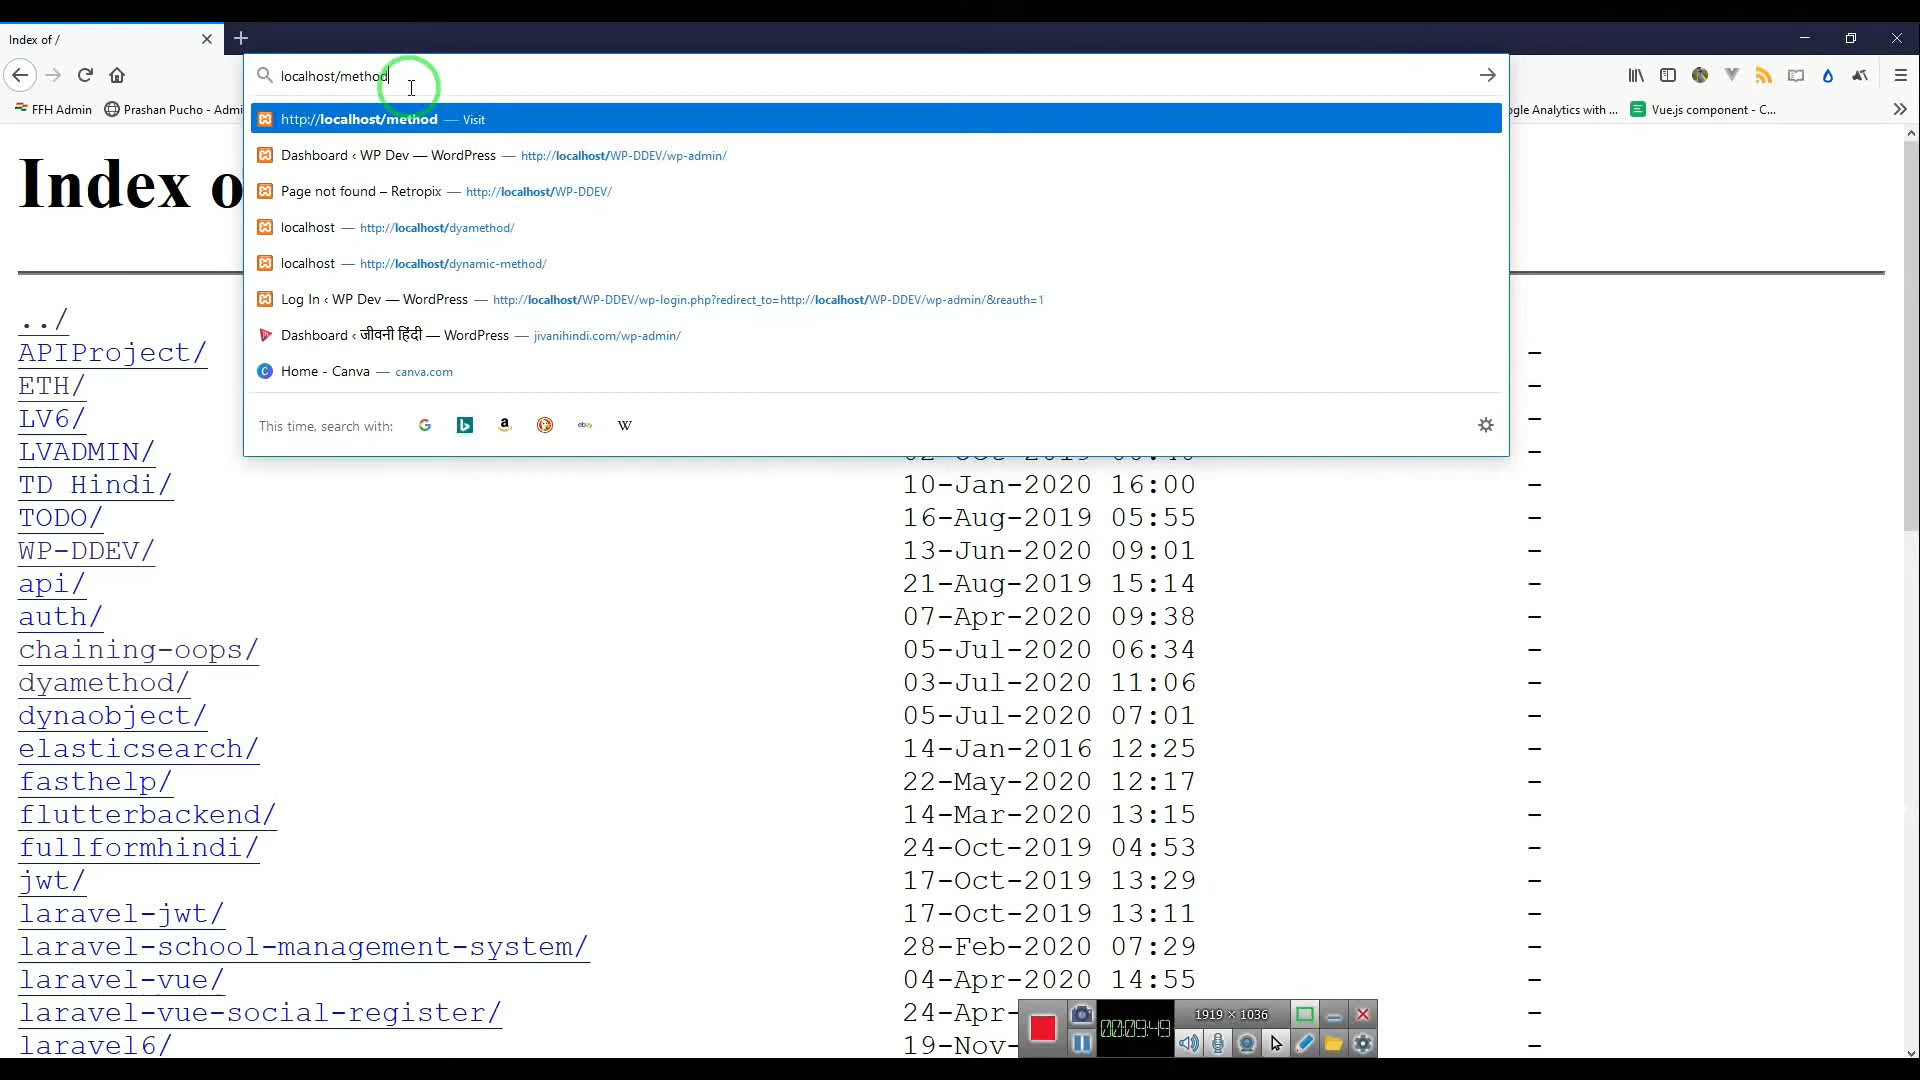 Index of /
localhost/method
FFH Admin
Prashan Pucho - Admi
gle Analytics with ...
Vue.js component - C...
http://localhost/method — Visit
Dashboard ‹ WP Dev — WordPress — http://localhost/WP-DDEV/wp-admin/
Page not found – Retropix — http://localhost/WP-DDEV/
localhost — http://localhost/dyamethod/
localhost — http://localhost/dynamic-method/
Log In ‹ WP Dev — WordPress — http://localhost/WP-DDEV/wp-login.php?redirect_to=http://localhost/WP-DDEV/wp-admin/&reauth=1
Dashboard ‹ जीवनी हिंदी — WordPress — jivanihindi.com/wp-admin/
Home - Canva — canva.com
This time, search with:
Index o
../
APIProject/ -
ETH/ -
LV6/ -
LVADMIN/ -
TD Hindi/ 10-Jan-2020 16:00 -
TODO/ 16-Aug-2019 05:55 -
WP-DDEV/ 13-Jun-2020 09:01 -
api/ 21-Aug-2019 15:14 -
auth/ 07-Apr-2020 09:38 -
chaining-oops/ 05-Jul-2020 06:34 -
dyamethod/ 03-Jul-2020 11:06 -
dynaobject/ 05-Jul-2020 07:01 -
elasticsearch/ 14-Jan-2016 12:25 -
fasthelp/ 22-May-2020 12:17 -
flutterbackend/ 14-Mar-2020 13:15 -
fullformhindi/ 24-Oct-2019 04:53 -
jwt/ 17-Oct-2019 13:29 -
laravel-jwt/ 17-Oct-2019 13:11 -
laravel-school-management-system/ 28-Feb-2020 07:29 -
laravel-vue/ 04-Apr-2020 14:55 -
laravel-vue-social-register/ 24-Apr- -
laravel6/ 19-Nov- -
1919 × 1036
00:09:49